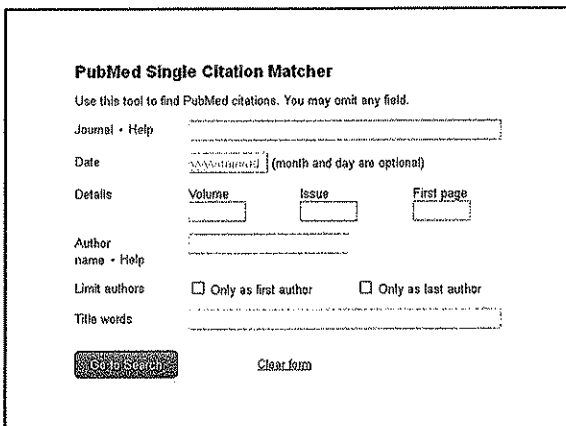 PubMed Single Citation Matcher
Use this tool to find PubMed citations. You may omit any field.
Journal • Help
Date (month and day are optional)
Details Volume Issue First page
Author
name • Help
Limit authors Only as first author Only as last author
Title words
Go to Search Clear form